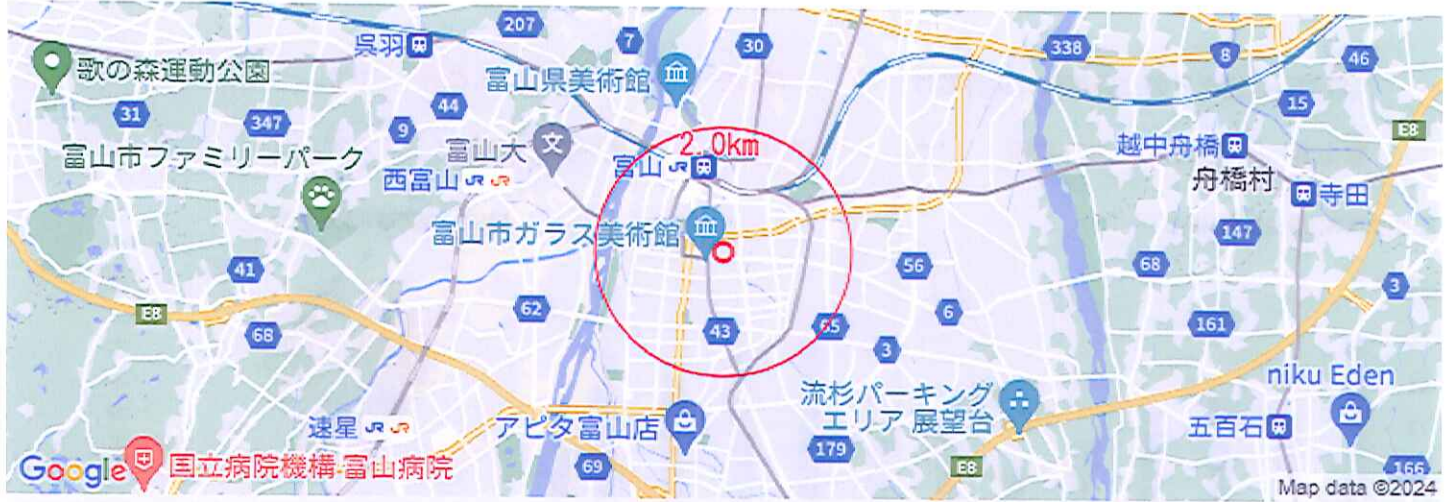 207
呉羽
7
30
338
8
46
歌の森運動公園
富山県美術館
31
347
44
9
15
E8
2.0km
富山市ファミリーパーク
富山大
西富山 JR JR
富山 JR
越中舟橋
舟橋村
寺田
富山市ガラス美術館
147
41
56
68
3
E8
62
6
68
43
65
3
161
niku Eden
流杉パーキング
エリア 展望台
速星 JR JR
アピタ富山店
五百石
179
Google
国立病院機構 富山病院
69
E8
166
Map data ©2024